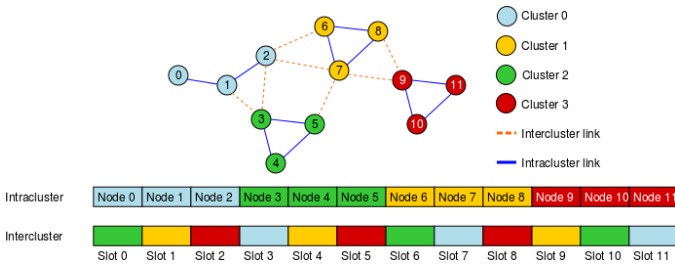 6
8
Cluster 0
2
Cluster 1
0
7
1
9
11
Cluster 2
Cluster 3
3
5
10
Intercluster link
4
Intracluster link
Intracluster Node 0 Node 1 Node 2 Node 3 Node 4 Node 5 Node 6 Node 7 Node 8 Node 9 Node 10 Node 11
Intercluster
Slot 0 Slot 1 Slot 2 Slot 3 Slot 4 Slot 5 Slot 6 Slot 7 Slot 8 Slot 9 Slot 10 Slot 11